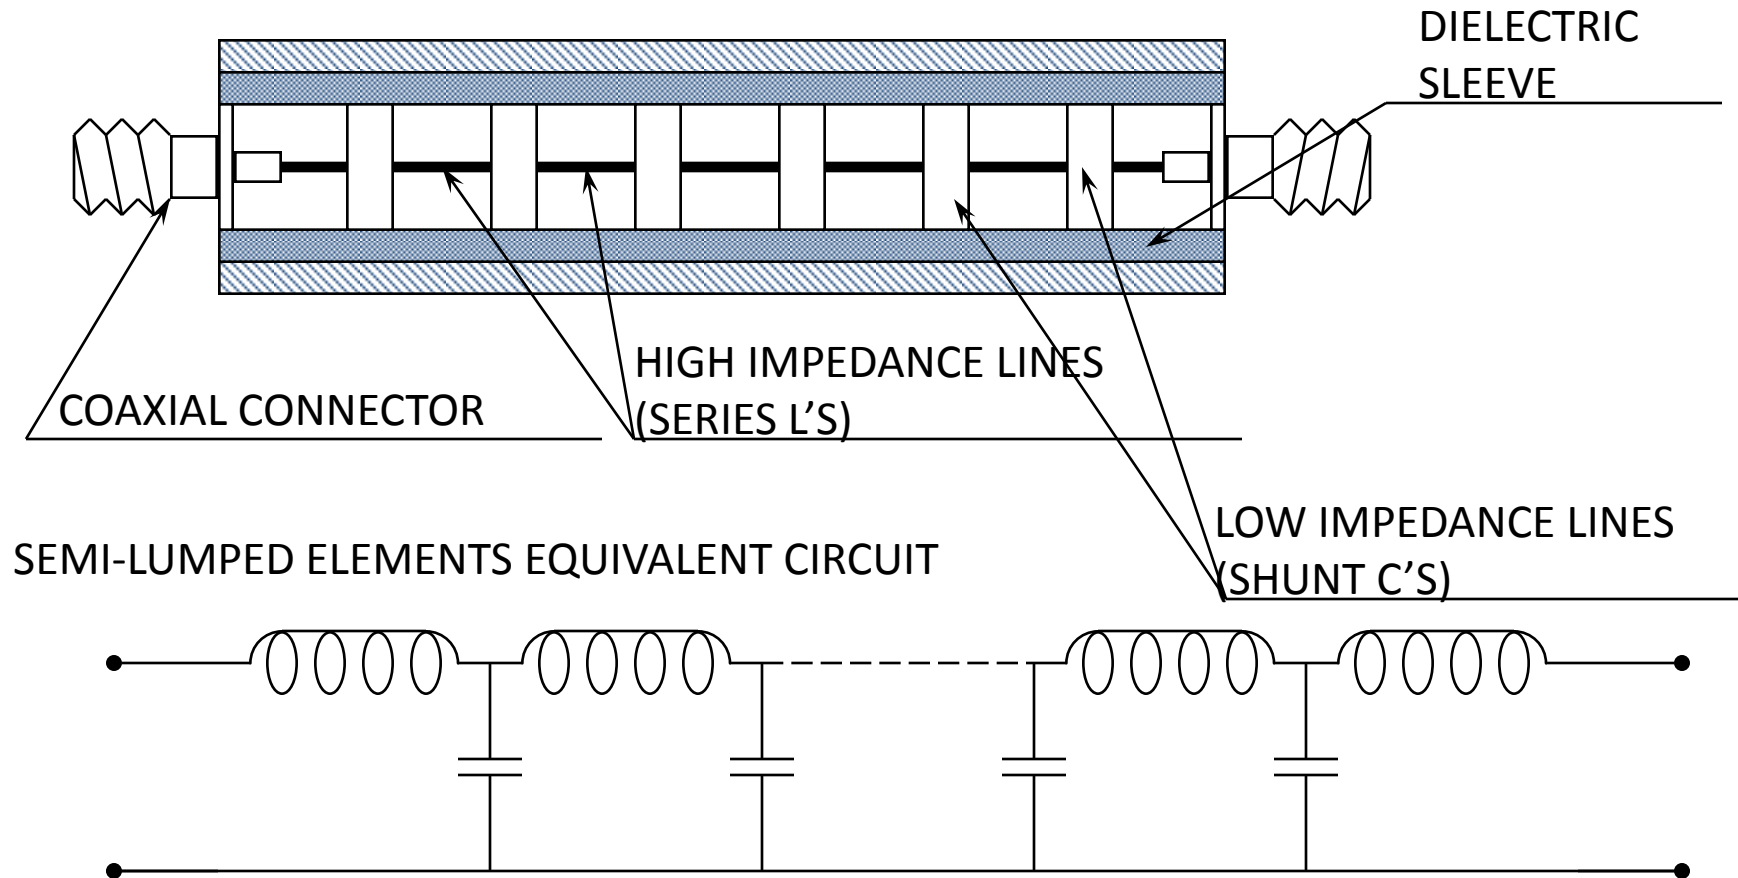 DIELECTRIC
SLEEVE
HIGH IMPEDANCE LINES
(SERIES L’S)
COAXIAL CONNECTOR
LOW IMPEDANCE LINES
(SHUNT C’S)
SEMI-LUMPED ELEMENTS EQUIVALENT CIRCUIT